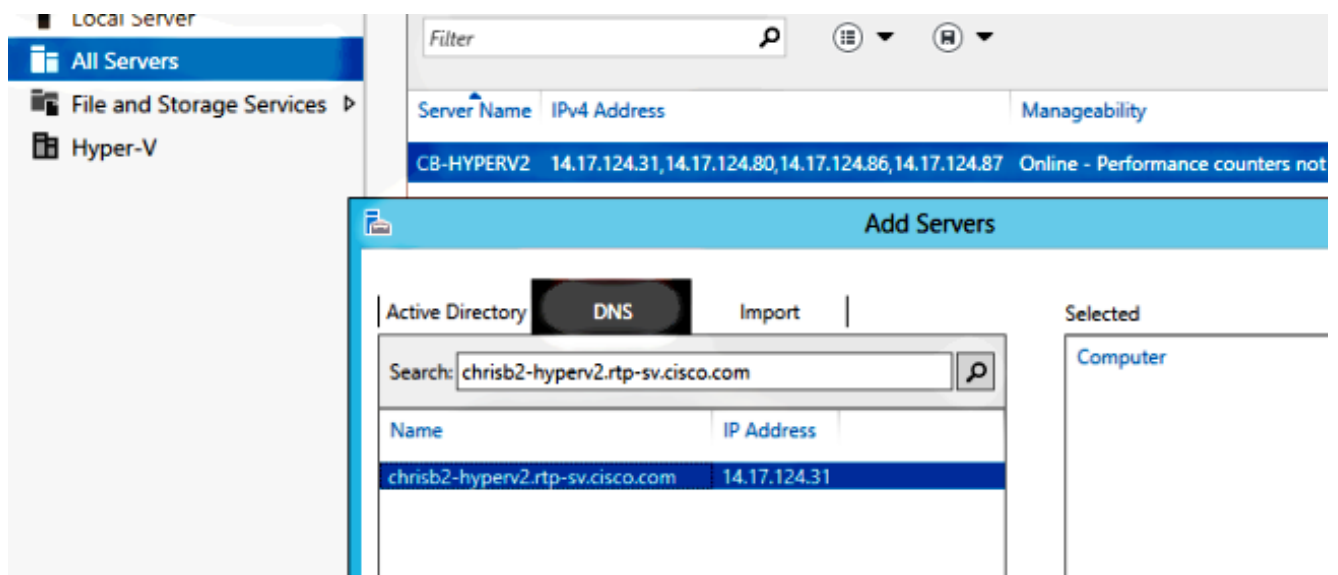 Local Server
All Servers
File and Storage Services
Hyper-V
Filter
Server Name IPv4 Address Manageability
CB-HYPERV2 14.17.124.31,14.17.124.80,14.17.124.86,14.17.124.87 Online - Performance counters not
Add Servers
Active Directory DNS Import
Selected
Search: chrisb2-hyperv2.rtp-sv.cisco.com
Computer
Name IP Address
chrisb2-hyperv2.rtp-sv.cisco.com 14.17.124.31